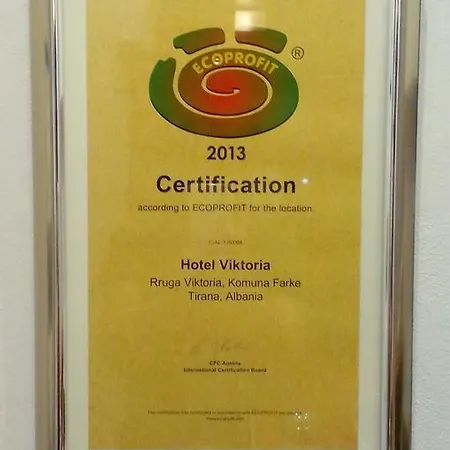 ECOPROFIT ®
2013
Certification
according to ECOPROFIT for the location
Hotel Viktoria
Rruga Viktoria, Komuna Farke
Tirana, Albania
CPC Austria
International Certification Board